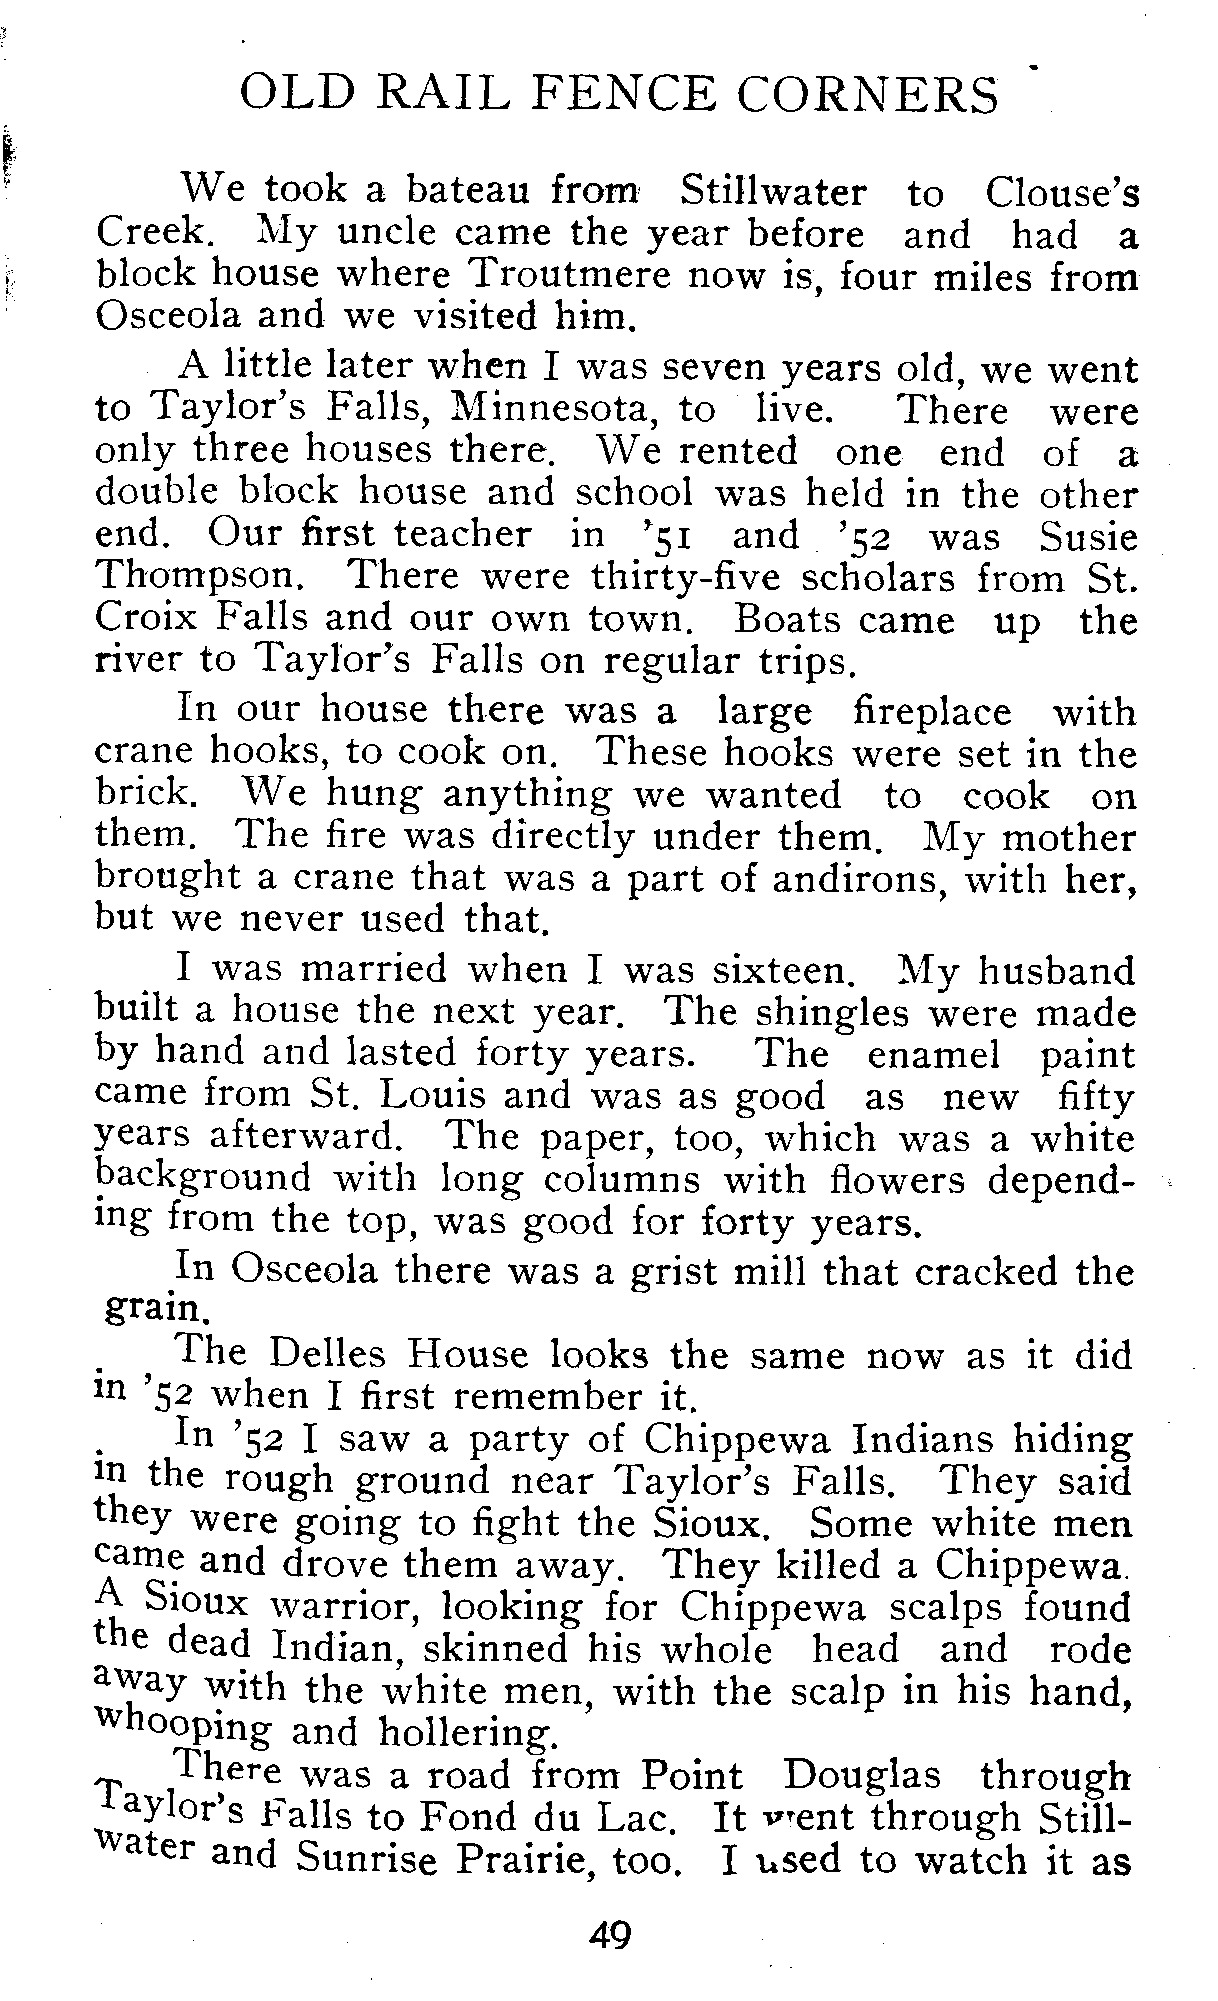 OLD RAIL FENCE CORNERS
We took a bateau from Stillwater to Clouse's
Creek. My uncle came the year before and had a
block house where Troutmere now is, four miles from
Osceola and we visited him.
A little later when I was seven years old, we went
to Taylor's Falls, Minnesota, to live. There were
only three houses there. We rented one end of a
double block house and school was held in the other
end. Our first teacher in '51 and '52 was Susie
Thompson. There were thirty-five scholars from St.
Croix Falls and our own town. Boats came up the
river to Taylor's Falls on regular trips.
In our house there was a large fireplace with
crane hooks, to cook on. These hooks were set in the
brick. We hung anything we wanted to cook on
them. The fire was directly under them. My mother
brought a crane that was a part of andirons, with her,
but we never used that.
I was married when I was sixteen. My husband
built a house the next year. The shingles were made
by hand and lasted forty years. The enamel paint
came from St. Louis and was as good as new fifty
years afterward. The paper, too, which was a white
background with long columns with flowers depend-
ing from the top, was good for forty years.
In Osceola there was a grist mill that cracked the
grain.
The Delles House looks the same now as it did
in '52 when I first remember it.
In '52 I saw a party of Chippewa Indians hiding
in the rough ground near Taylor's Falls. They said
they were going to fight the Sioux. Some white men
came and drove them away. They killed a Chippewa.
A Sioux warrior, looking for Chippewa scalps found
the dead Indian, skinned his whole head and rode
away with the white men, with the scalp in his hand,
whooping and hollering.
There was a road from Point Douglas through
Taylor's Falls to Fond du Lac. It went through Still-
water and Sunrise Prairie, too. I used to watch it as
49